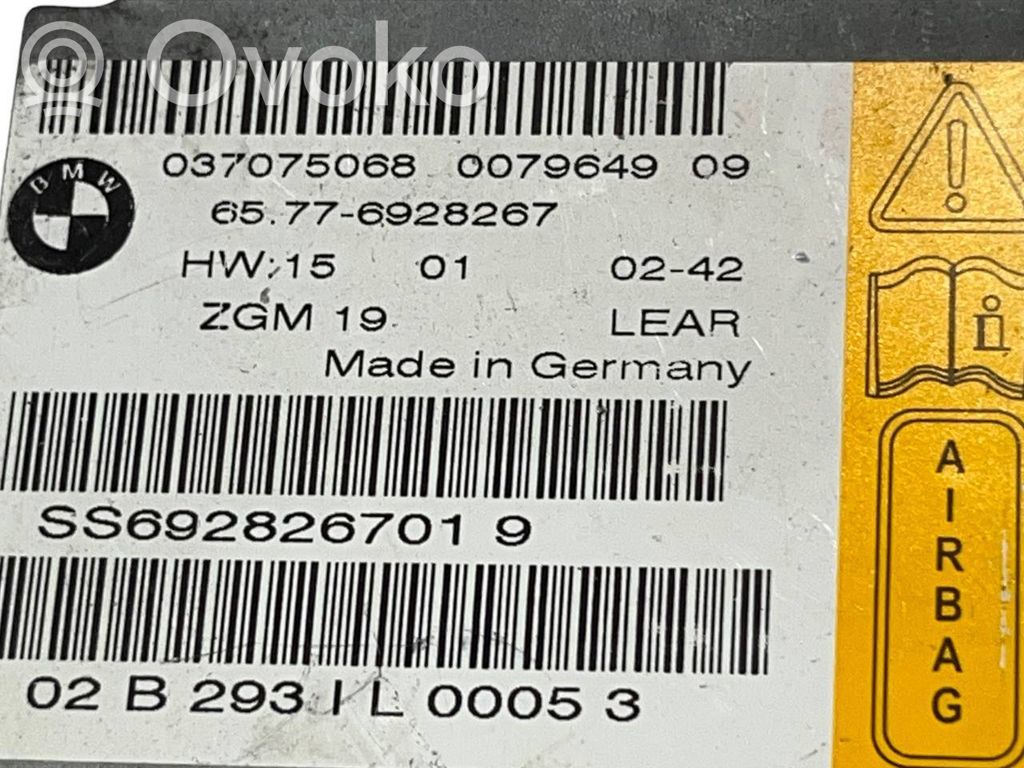 Ovoko
037075068 0079649 09
BMW
65.77-6928267
HW:15 01 02-42
ZGM 19 LEAR
Made in Germany
SS692826701 9
02 B 293 I L 0005 3
AIRBAG